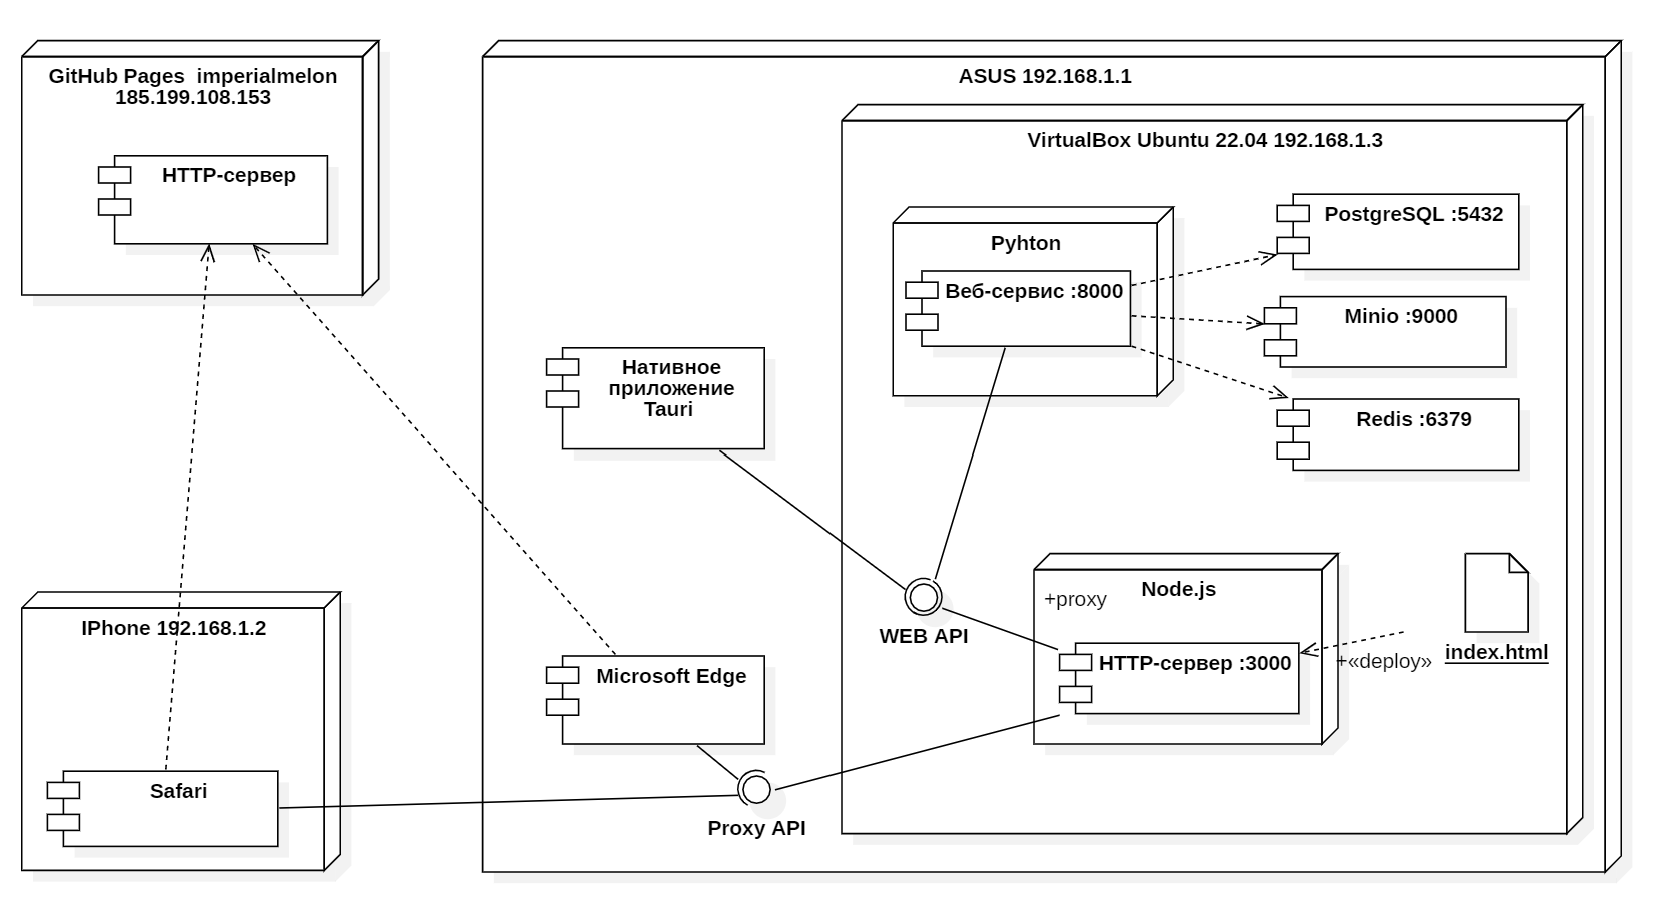 GitHub Pages  imperialmelon
185.199.108.153
HTTP-сервер
ASUS 192.168.1.1
VirtualBox Ubuntu 22.04 192.168.1.3
Pyhton
Веб-сервис :8000
PostgreSQL :5432
Minio :9000
Redis :6379
Нативное
приложение
Tauri
WEB API
Node.js
+proxy
HTTP-сервер :3000
+«deploy»
index.html
IPhone 192.168.1.2
Safari
Microsoft Edge
Proxy API